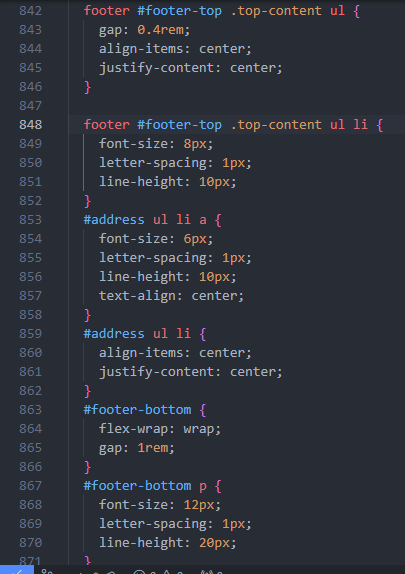 842 footer #footer-top .top-content ul {
843 gap: 0.4rem;
844 align-items: center;
845 justify-content: center;
846 }
847
848 footer #footer-top .top-content ul li {
849 font-size: 8px;
850 letter-spacing: 1px;
851 line-height: 10px;
852 }
853 #address ul li a {
854 font-size: 6px;
855 letter-spacing: 1px;
856 line-height: 10px;
857 text-align: center;
858 }
859 #address ul li {
860 align-items: center;
861 justify-content: center;
862 }
863 #footer-bottom {
864 flex-wrap: wrap;
865 gap: 1rem;
866 }
867 #footer-bottom p {
868 font-size: 12px;
869 letter-spacing: 1px;
870 line-height: 20px;
871 }